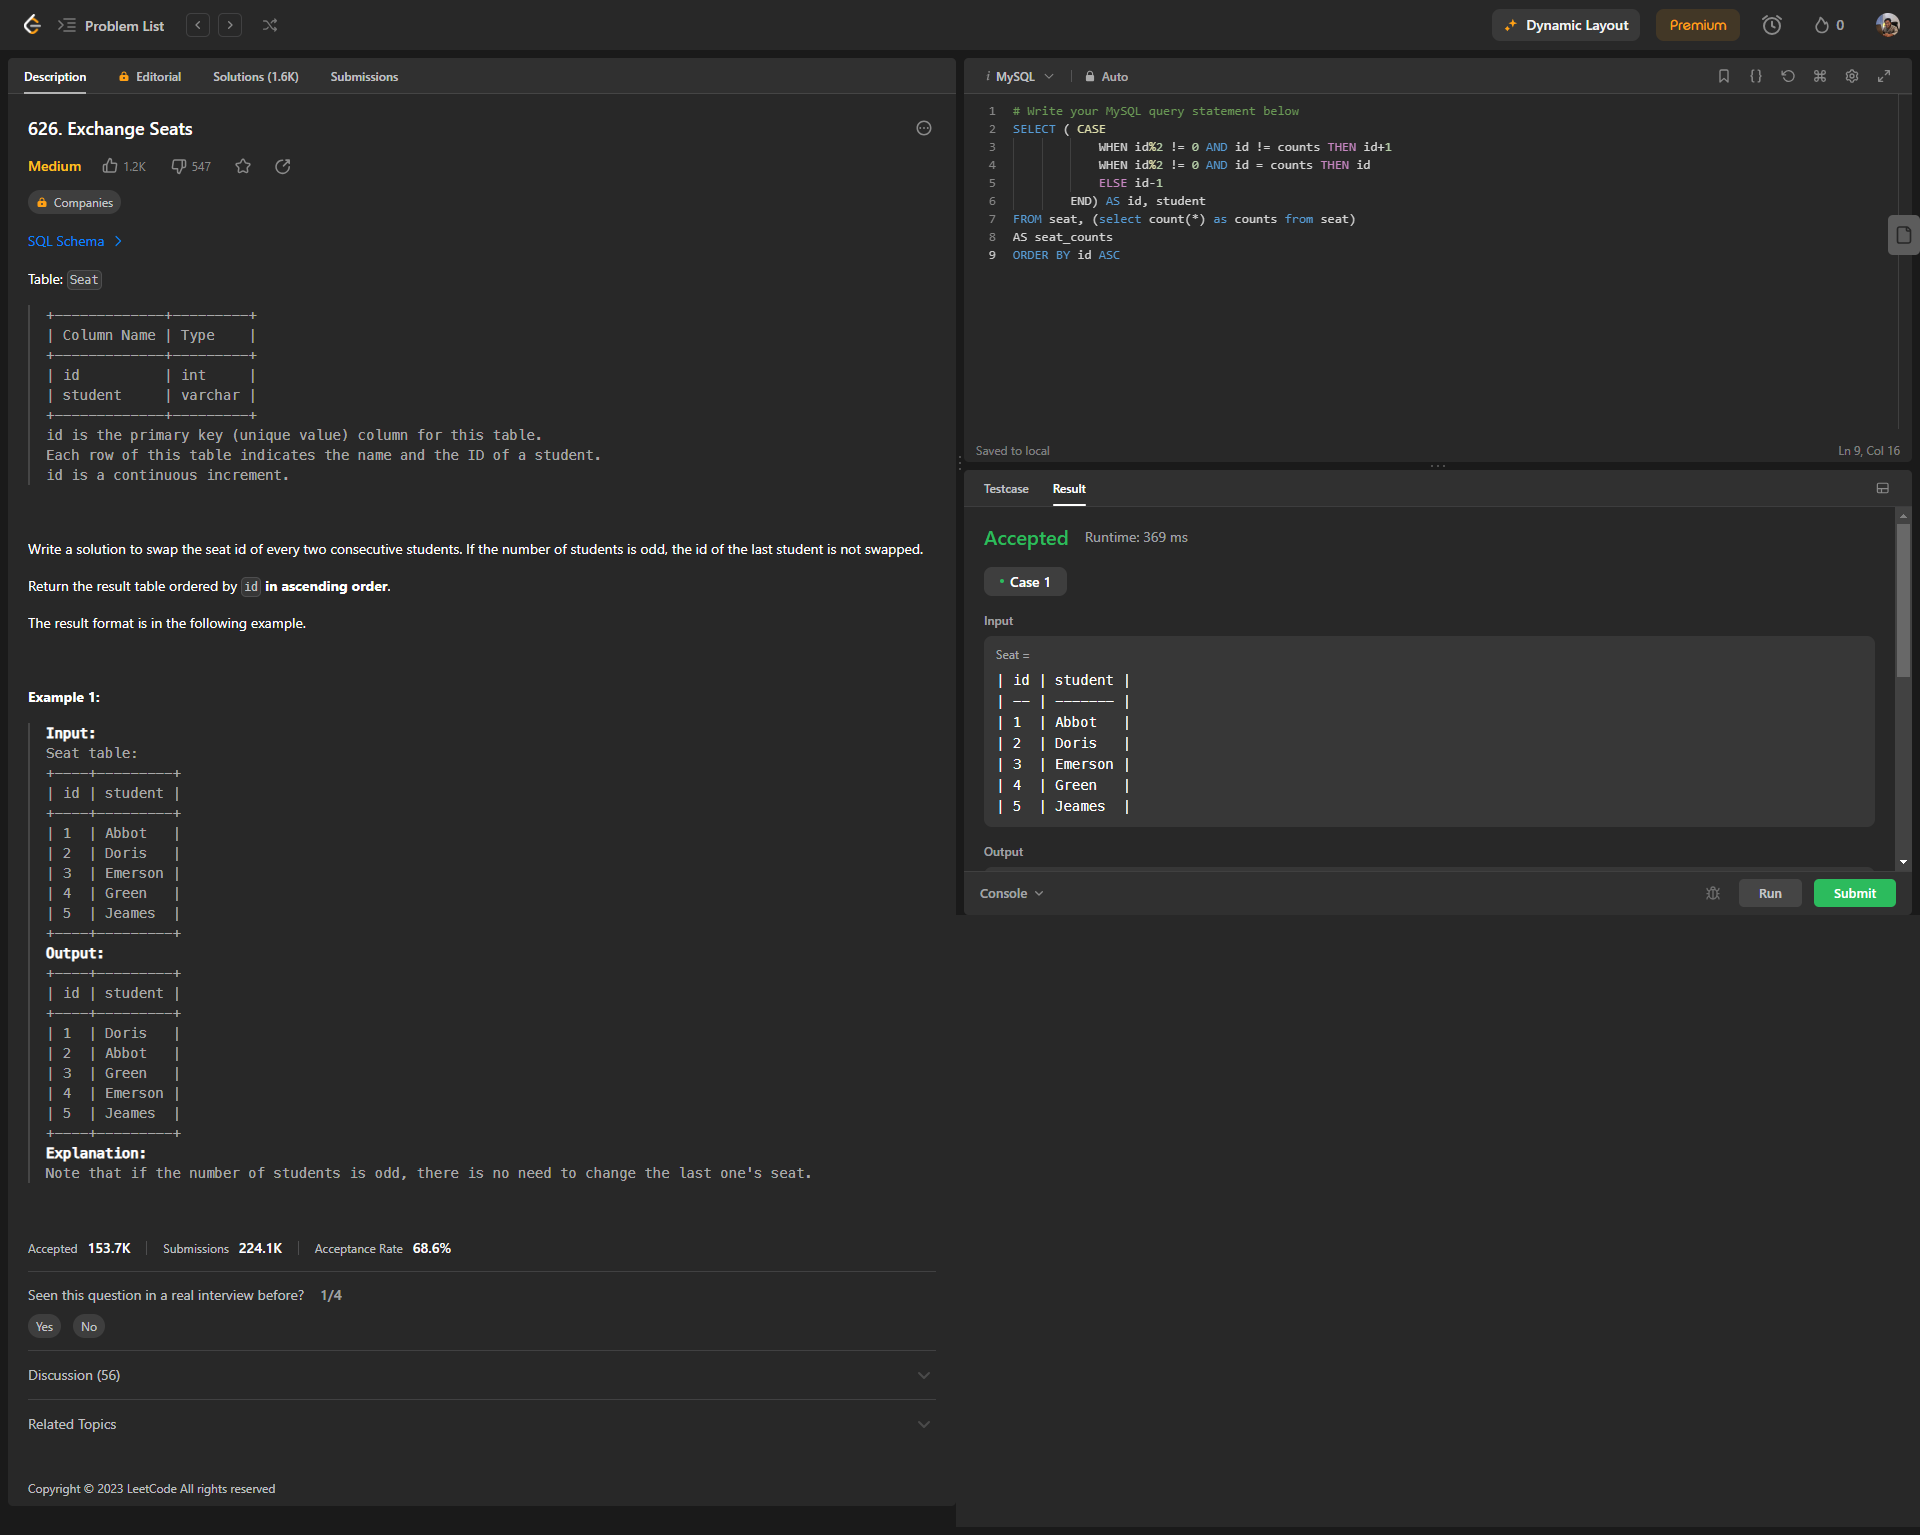 Problem List
Dynamic Layout
Premium
0
Description
Editorial
Solutions (1.6K)
Submissions
626. Exchange Seats
Medium
1.2K
547
Companies
SQL Schema
Table: Seat
+-------------+---------+
| Column Name | Type    |
+-------------+---------+
| id          | int     |
| student     | varchar |
+-------------+---------+
id is the primary key (unique value) column for this table.
Each row of this table indicates the name and the ID of a student.
id is a continuous increment.
Write a solution to swap the seat id of every two consecutive students. If the number of students is odd, the id of the last student is not swapped.
Return the result table ordered by id in ascending order.
The result format is in the following example.
Example 1:
Input:
Seat table:
+----+---------+
| id | student |
+----+---------+
| 1  | Abbot   |
| 2  | Doris   |
| 3  | Emerson |
| 4  | Green   |
| 5  | Jeames  |
+----+---------+
Output:
+----+---------+
| id | student |
+----+---------+
| 1  | Doris   |
| 2  | Abbot   |
| 3  | Green   |
| 4  | Emerson |
| 5  | Jeames  |
+----+---------+
Explanation:
Note that if the number of students is odd, there is no need to change the last one's seat.
Accepted 153.7K
Submissions 224.1K
Acceptance Rate 68.6%
Seen this question in a real interview before? 1/4
Yes
No
Discussion (56)
Related Topics
Copyright © 2023 LeetCode All rights reserved
i MySQL
Auto
1 # Write your MySQL query statement below
2 SELECT ( CASE
3             WHEN id%2 != 0 AND id != counts THEN id+1
4             WHEN id%2 != 0 AND id = counts THEN id
5             ELSE id-1
6         END) AS id, student
7 FROM seat, (select count(*) as counts from seat)
8 AS seat_counts
9 ORDER BY id ASC
Saved to local
Ln 9, Col 16
Testcase
Result
Accepted
Runtime: 369 ms
Case 1
Input
Seat =
| id | student |
| -- | ------- |
| 1  | Abbot   |
| 2  | Doris   |
| 3  | Emerson |
| 4  | Green   |
| 5  | Jeames  |
Output
Console
Run
Submit